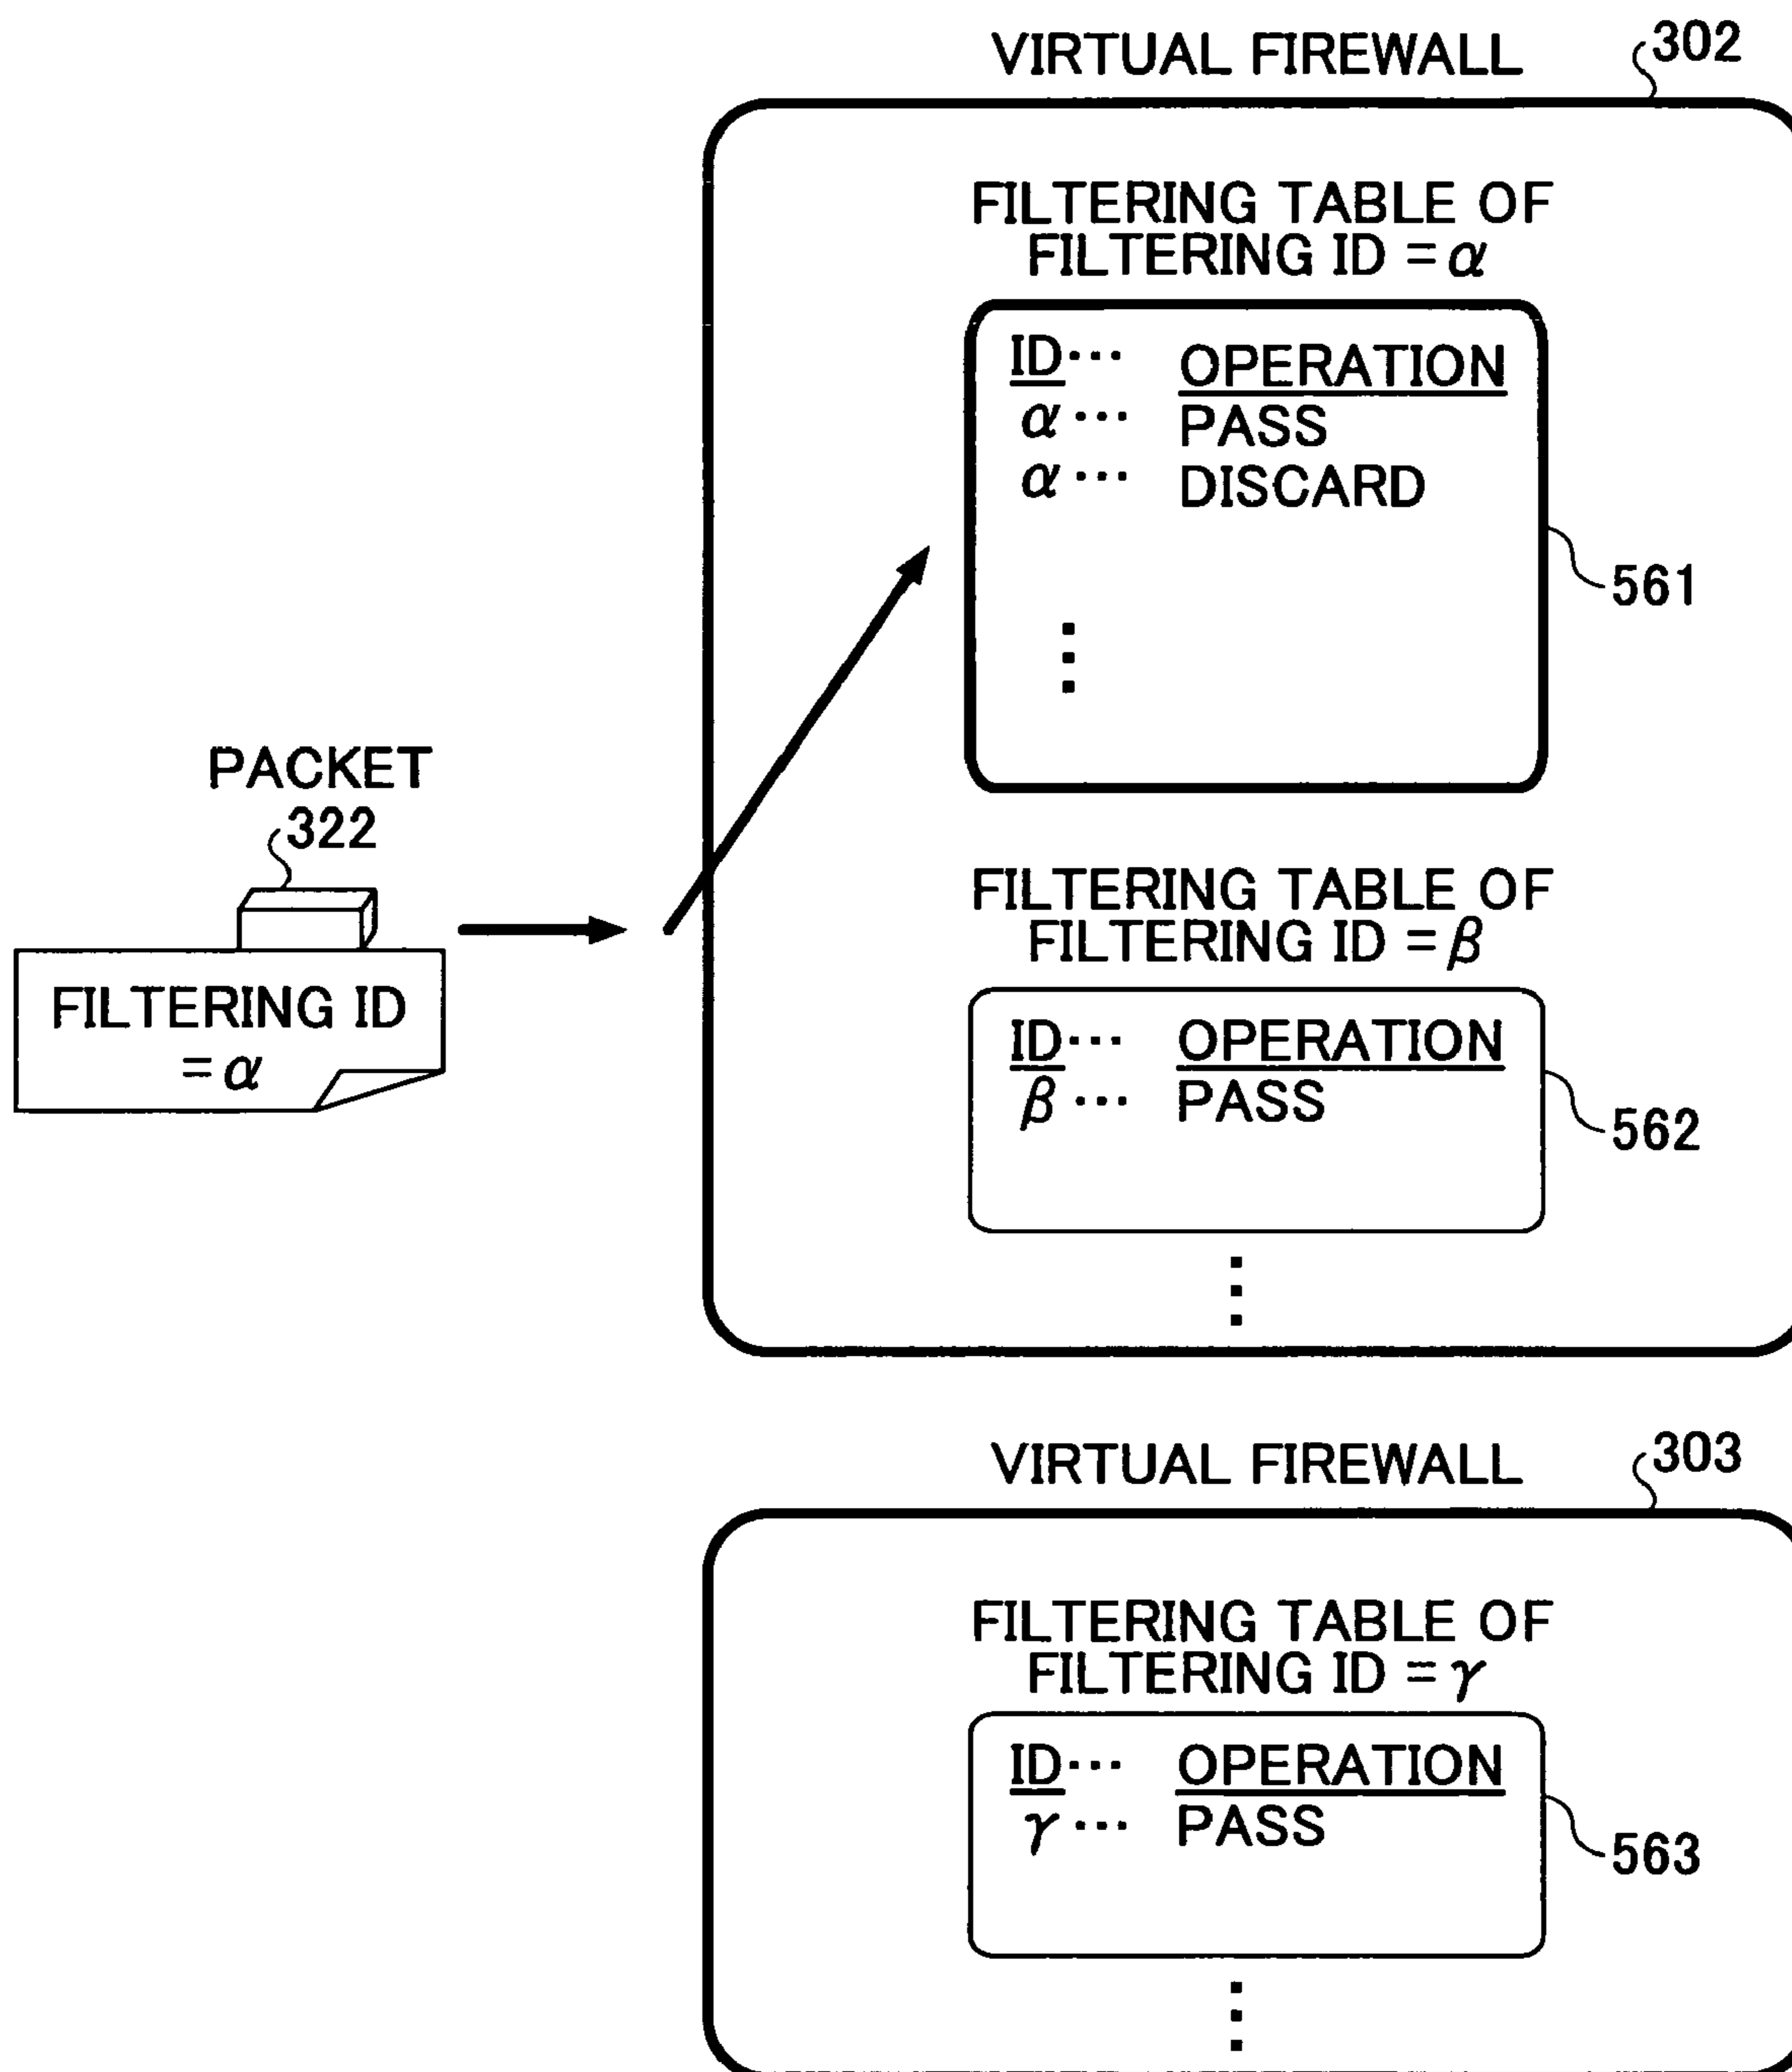 VIRTUAL FIREWALL 302
FILTERING TABLE OF
FILTERING ID = α
ID ··· OPERATION
α ··· PASS
α ··· DISCARD
561
PACKET
322
FILTERING ID
= α
FILTERING TABLE OF
FILTERING ID = β
ID ··· OPERATION
β ··· PASS
562
VIRTUAL FIREWALL 303
FILTERING TABLE OF
FILTERING ID = γ
ID ··· OPERATION
γ ··· PASS
563